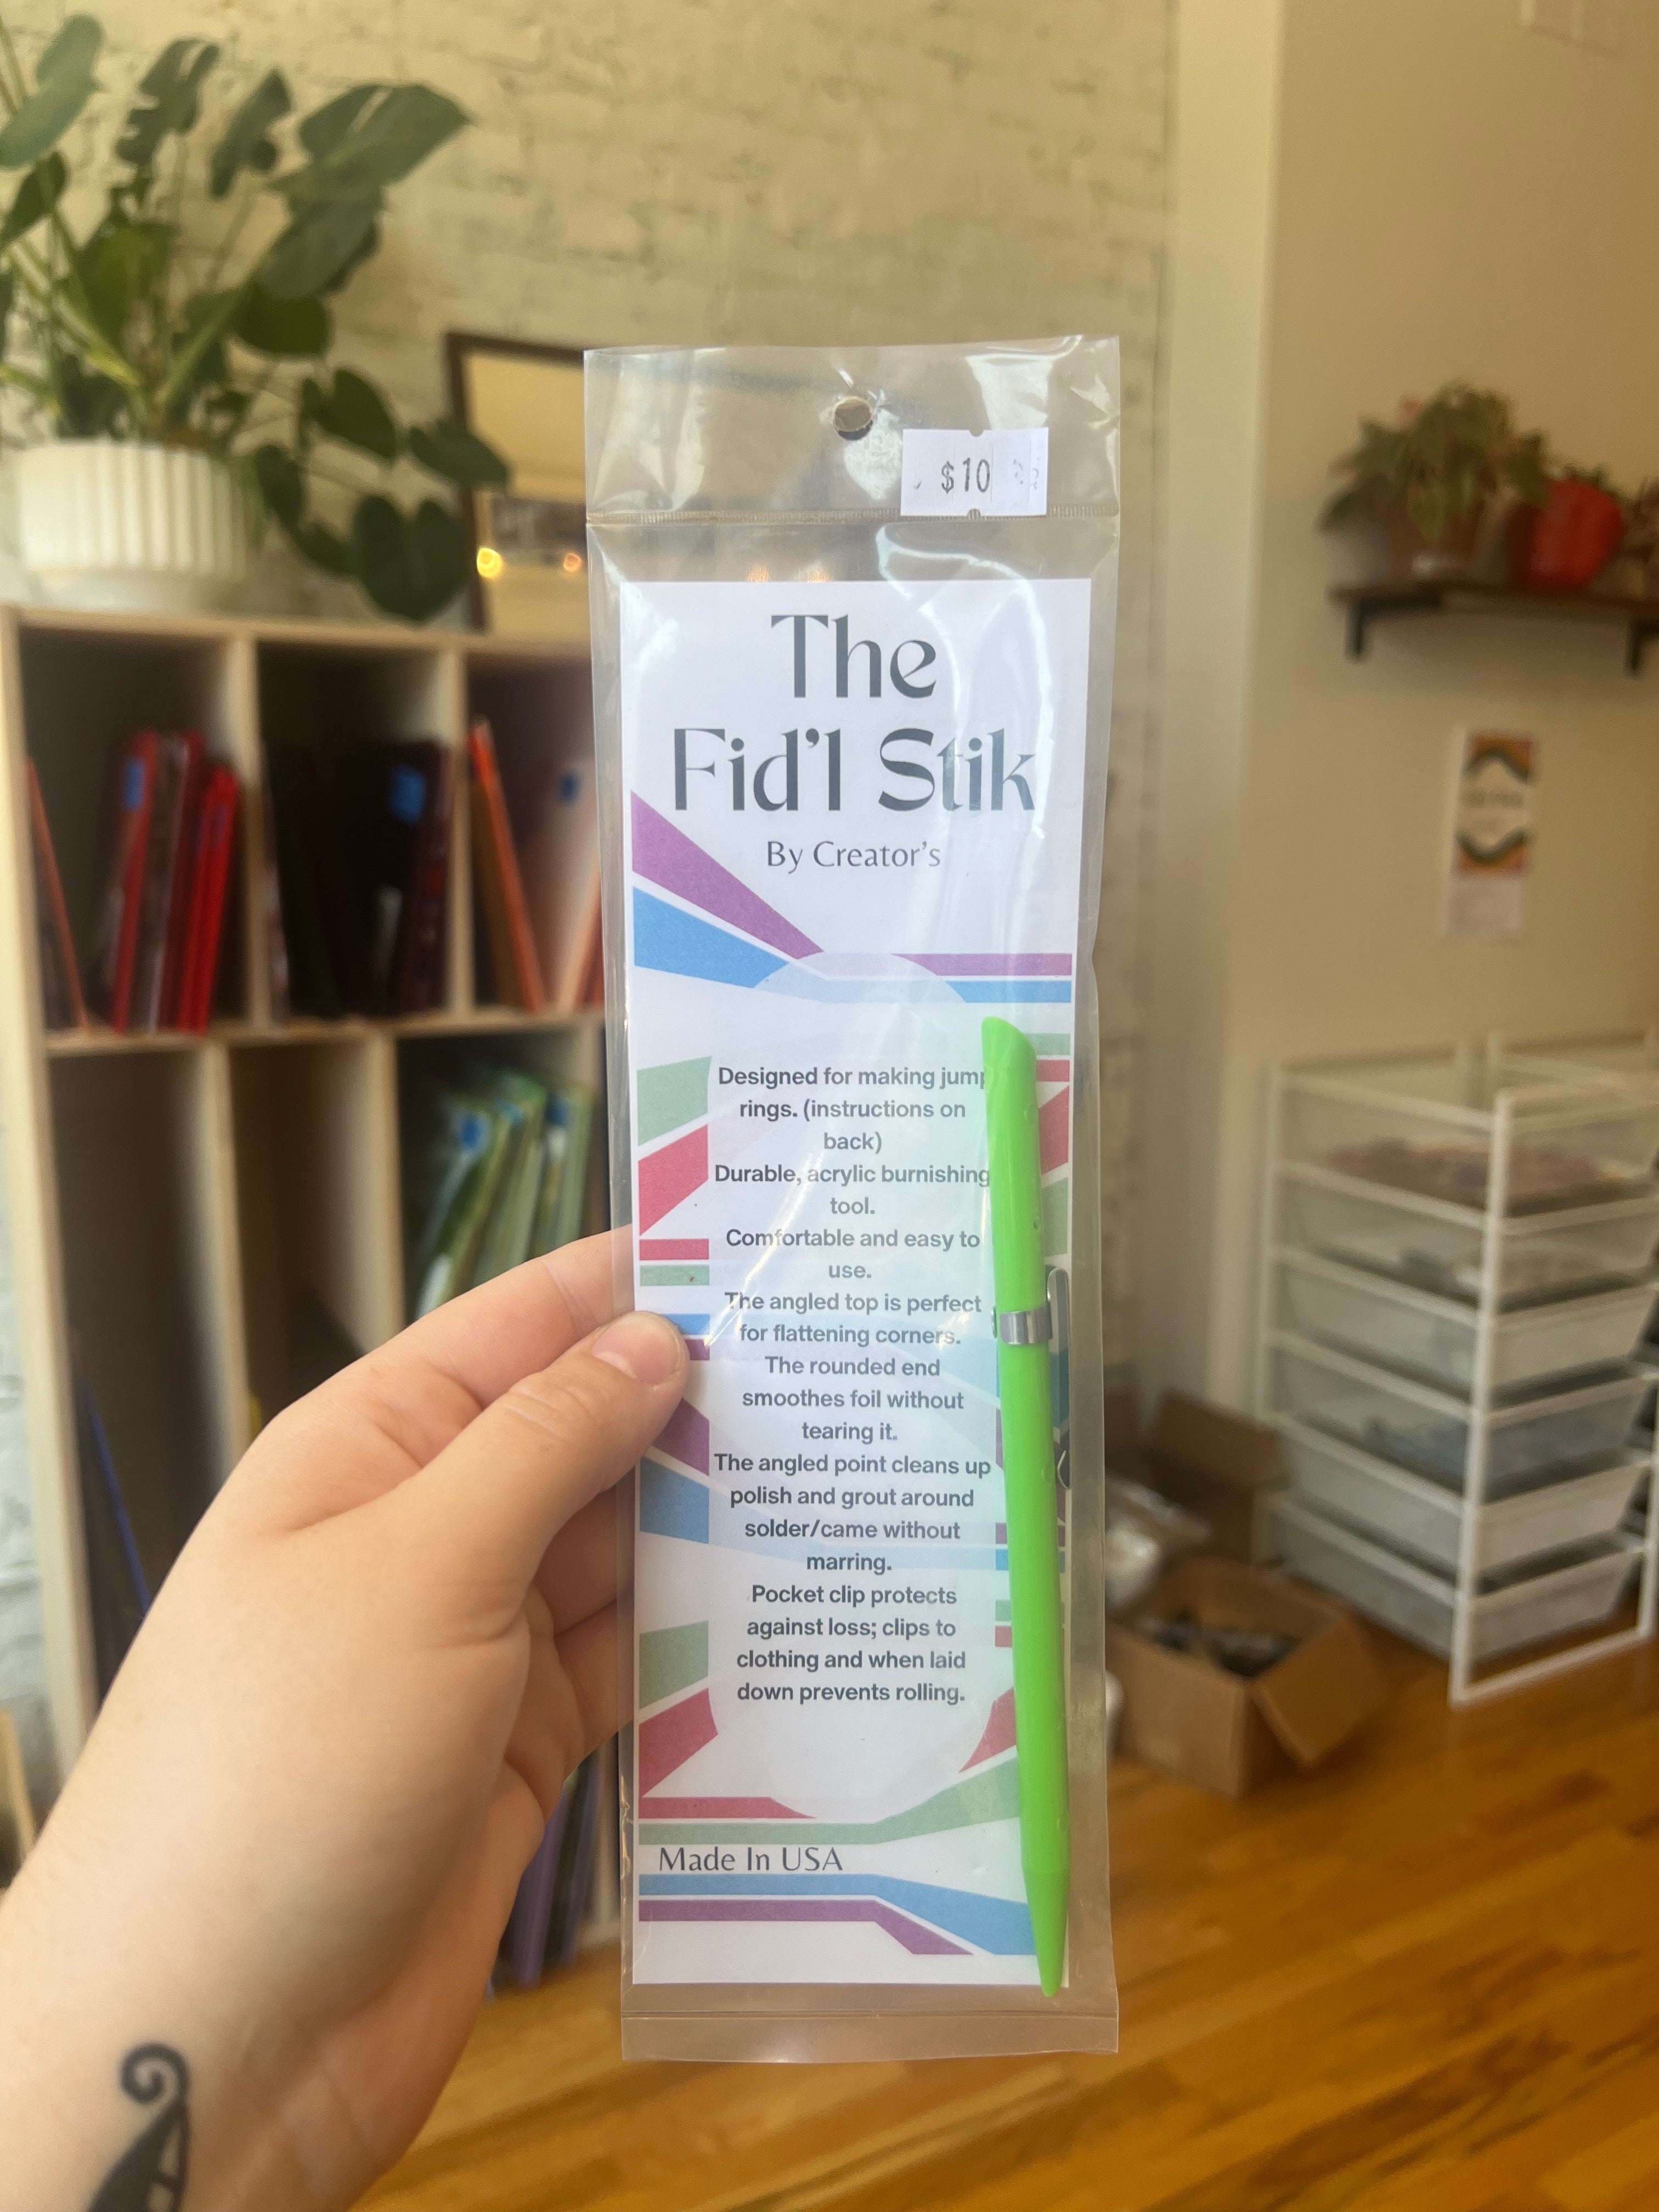 $10
The
Fid'l Stik
By Creator's
Designed for making jump
rings. (instructions on
back)
Durable, acrylic burnishing
tool.
Comfortable and easy to
use.
The angled top is perfect
for flattening corners.
The rounded end
smoothes foil without
tearing it.
The angled point cleans up
polish and grout around
solder/came without
marring.
Pocket clip protects
against loss; clips to
clothing and when laid
down prevents rolling.
Made In USA